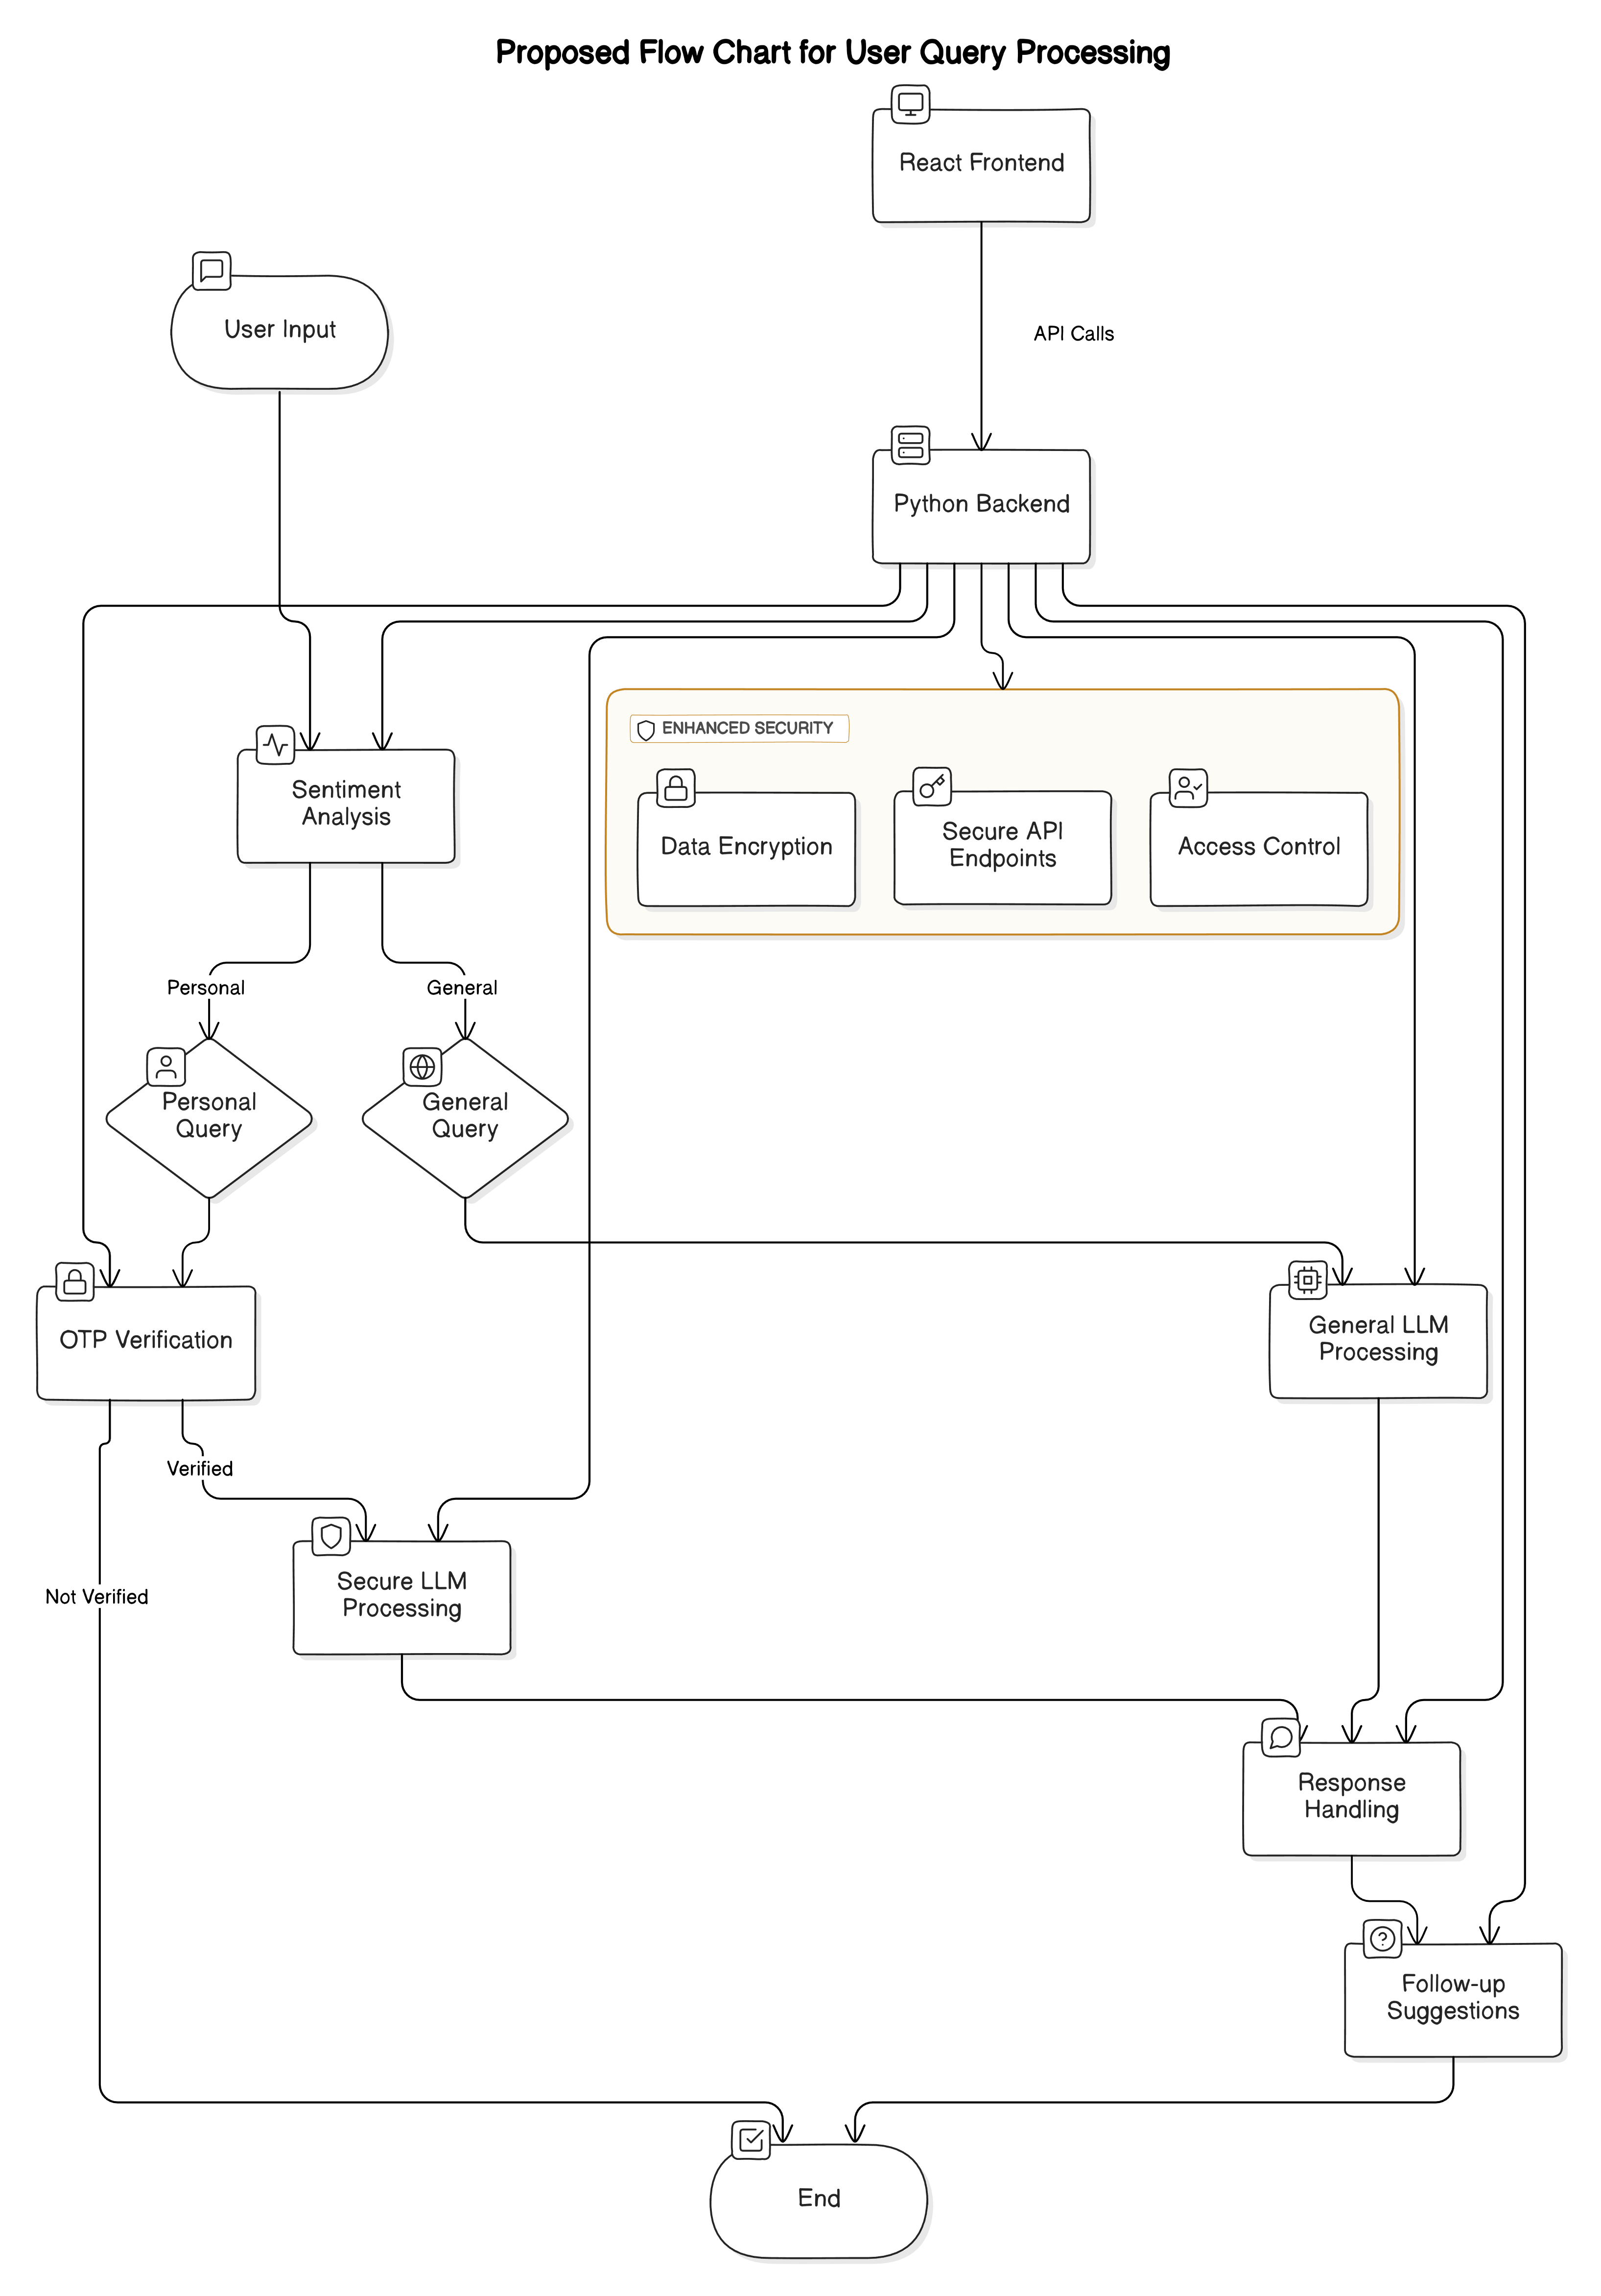 Proposed Flow Chart for User Query Processing
React Frontend
User Input
API Calls
Python Backend
ENHANCED SECURITY
Sentiment
Analysis
Data Encryption
Secure API
Endpoints
Access Control
Personal
General
Personal
Query
General
Query
OTP Verification
General LLM
Processing
Verified
Not Verified
Secure LLM
Processing
Response
Handling
Follow-up
Suggestions
End